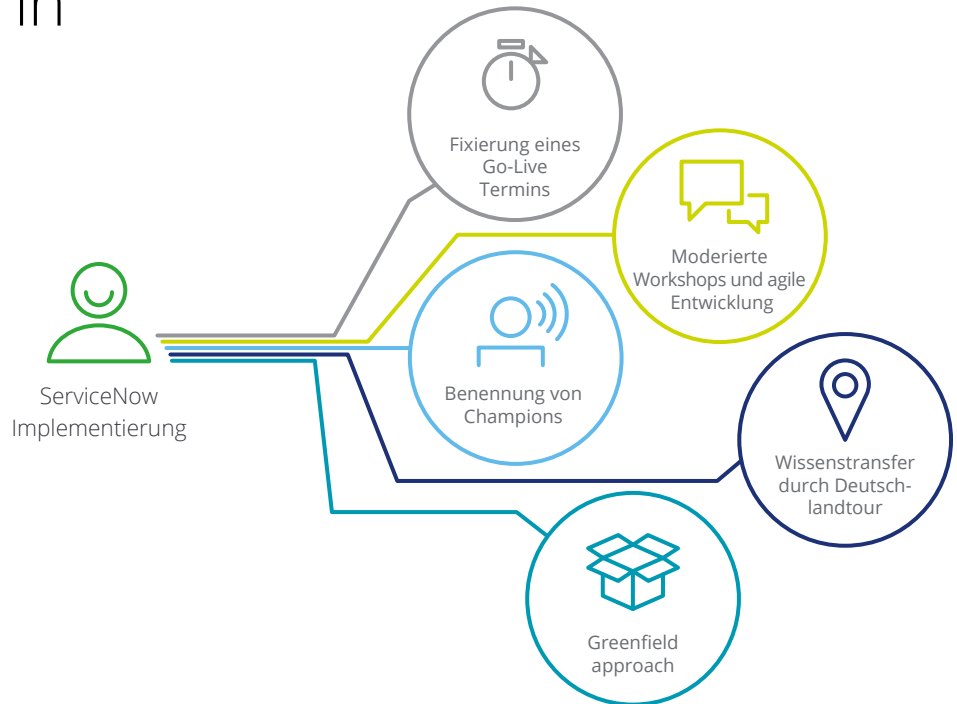 in
Fixierung eines
Go-Live
Termins
Moderierte
Workshops und agile
Entwicklung
ServiceNow
Implementierung
Benennung von
Champions
Wissenstransfer
durch Deutsch-
landtour
Greenfield
approach